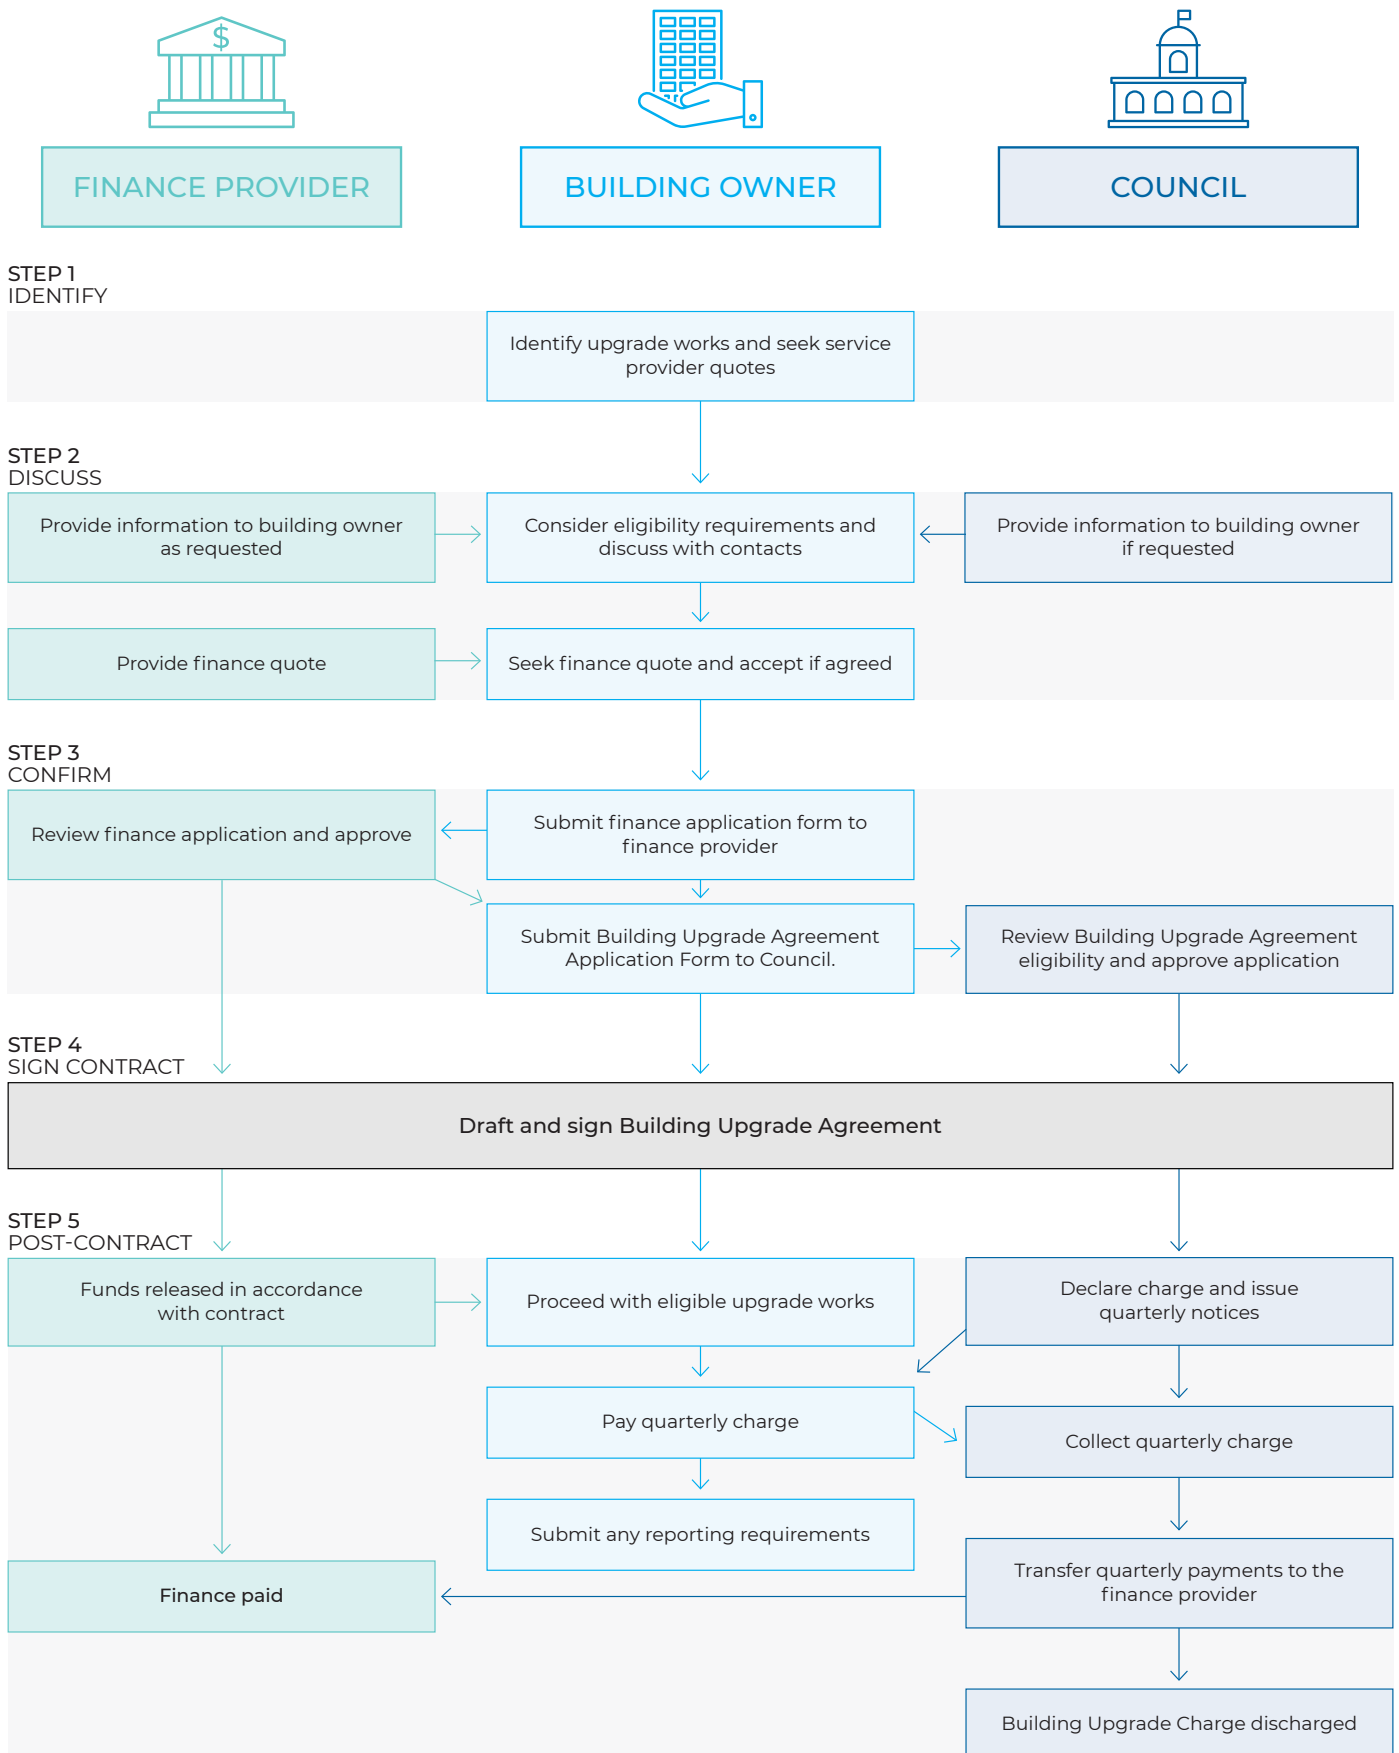 $
FINANCE PROVIDER
BUILDING OWNER
COUNCIL
STEP 1
IDENTIFY
Identify upgrade works and seek service
provider quotes
STEP 2
DISCUSS
Provide information to building owner
as requested
Consider eligibility requirements and
discuss with contacts
Provide information to building owner
if requested
Provide finance quote
Seek finance quote and accept if agreed
STEP 3
CONFIRM
Review finance application and approve
Submit finance application form to
finance provider
Submit Building Upgrade Agreement
Application Form to Council.
Review Building Upgrade Agreement
eligibility and approve application
STEP 4
SIGN CONTRACT
Draft and sign Building Upgrade Agreement
STEP 5
POST-CONTRACT
Funds released in accordance
with contract
Proceed with eligible upgrade works
Declare charge and issue
quarterly notices
Pay quarterly charge
Collect quarterly charge
Submit any reporting requirements
Finance paid
Transfer quarterly payments to the
finance provider
Building Upgrade Charge discharged